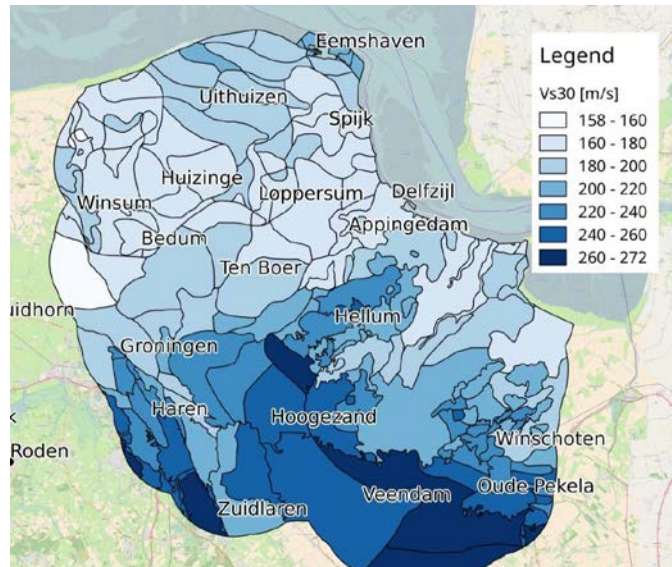 Eemshaven
Legend
Vs30 [m/s]
158 - 160
160 - 180
180 - 200
200 - 220
220 - 240
240 - 260
260 - 272
Uithuizen
Spijk
Huizinge
Loppersum
Delfzijl
Winsum
Appingedam
Bedum
Ten Boer
uidhorn
Hellum
Groningen
Haren
Hoogezand
Winschoten
k
Roden
Oude Pekela
Veendam
Zuidlaren